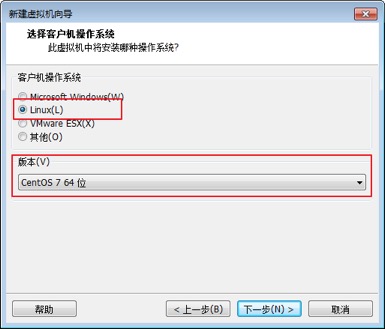 新建虚拟机向导
选择客户机操作系统
此虚拟机中将安装哪种操作系统?
客户机操作系统
Microsoft Windows(W)
Linux(L)
VMware ESX(X)
其他(O)
版本(V)
CentOS 7 64 位
帮助
< 上一步(B)
下一步(N) >
取消